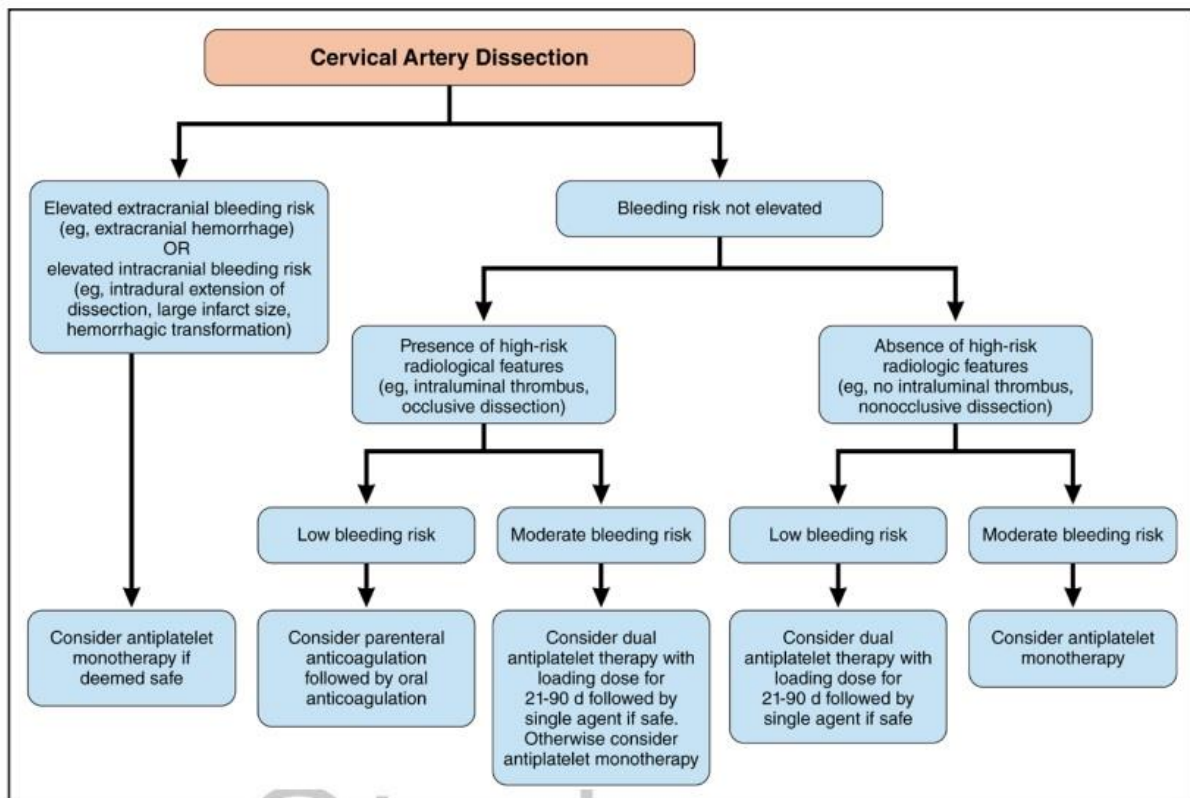 Cervical Artery Dissection
Elevated extracranial bleeding risk
(eg, extracranial hemorrhage)
OR
elevated intracranial bleeding risk
(eg, intradural extension of
dissection, large infarct size,
hemorrhagic transformation)
Bleeding risk not elevated
Presence of high-risk
radiological features
(eg, intraluminal thrombus,
occlusive dissection)
Absence of high-risk
radiologic features
(eg, no intraluminal thrombus,
nonocclusive dissection)
Low bleeding risk
Moderate bleeding risk
Low bleeding risk
Moderate bleeding risk
Consider antiplatelet
monotherapy if
deemed safe
Consider parenteral
anticoagulation
followed by oral
anticoagulation
Consider dual
antiplatelet therapy with
loading dose for
21-90 d followed by
single agent if safe.
Otherwise consider
antiplatelet monotherapy
Consider dual
antiplatelet therapy with
loading dose for
21-90 d followed by
single agent if safe
Consider antiplatelet
monotherapy